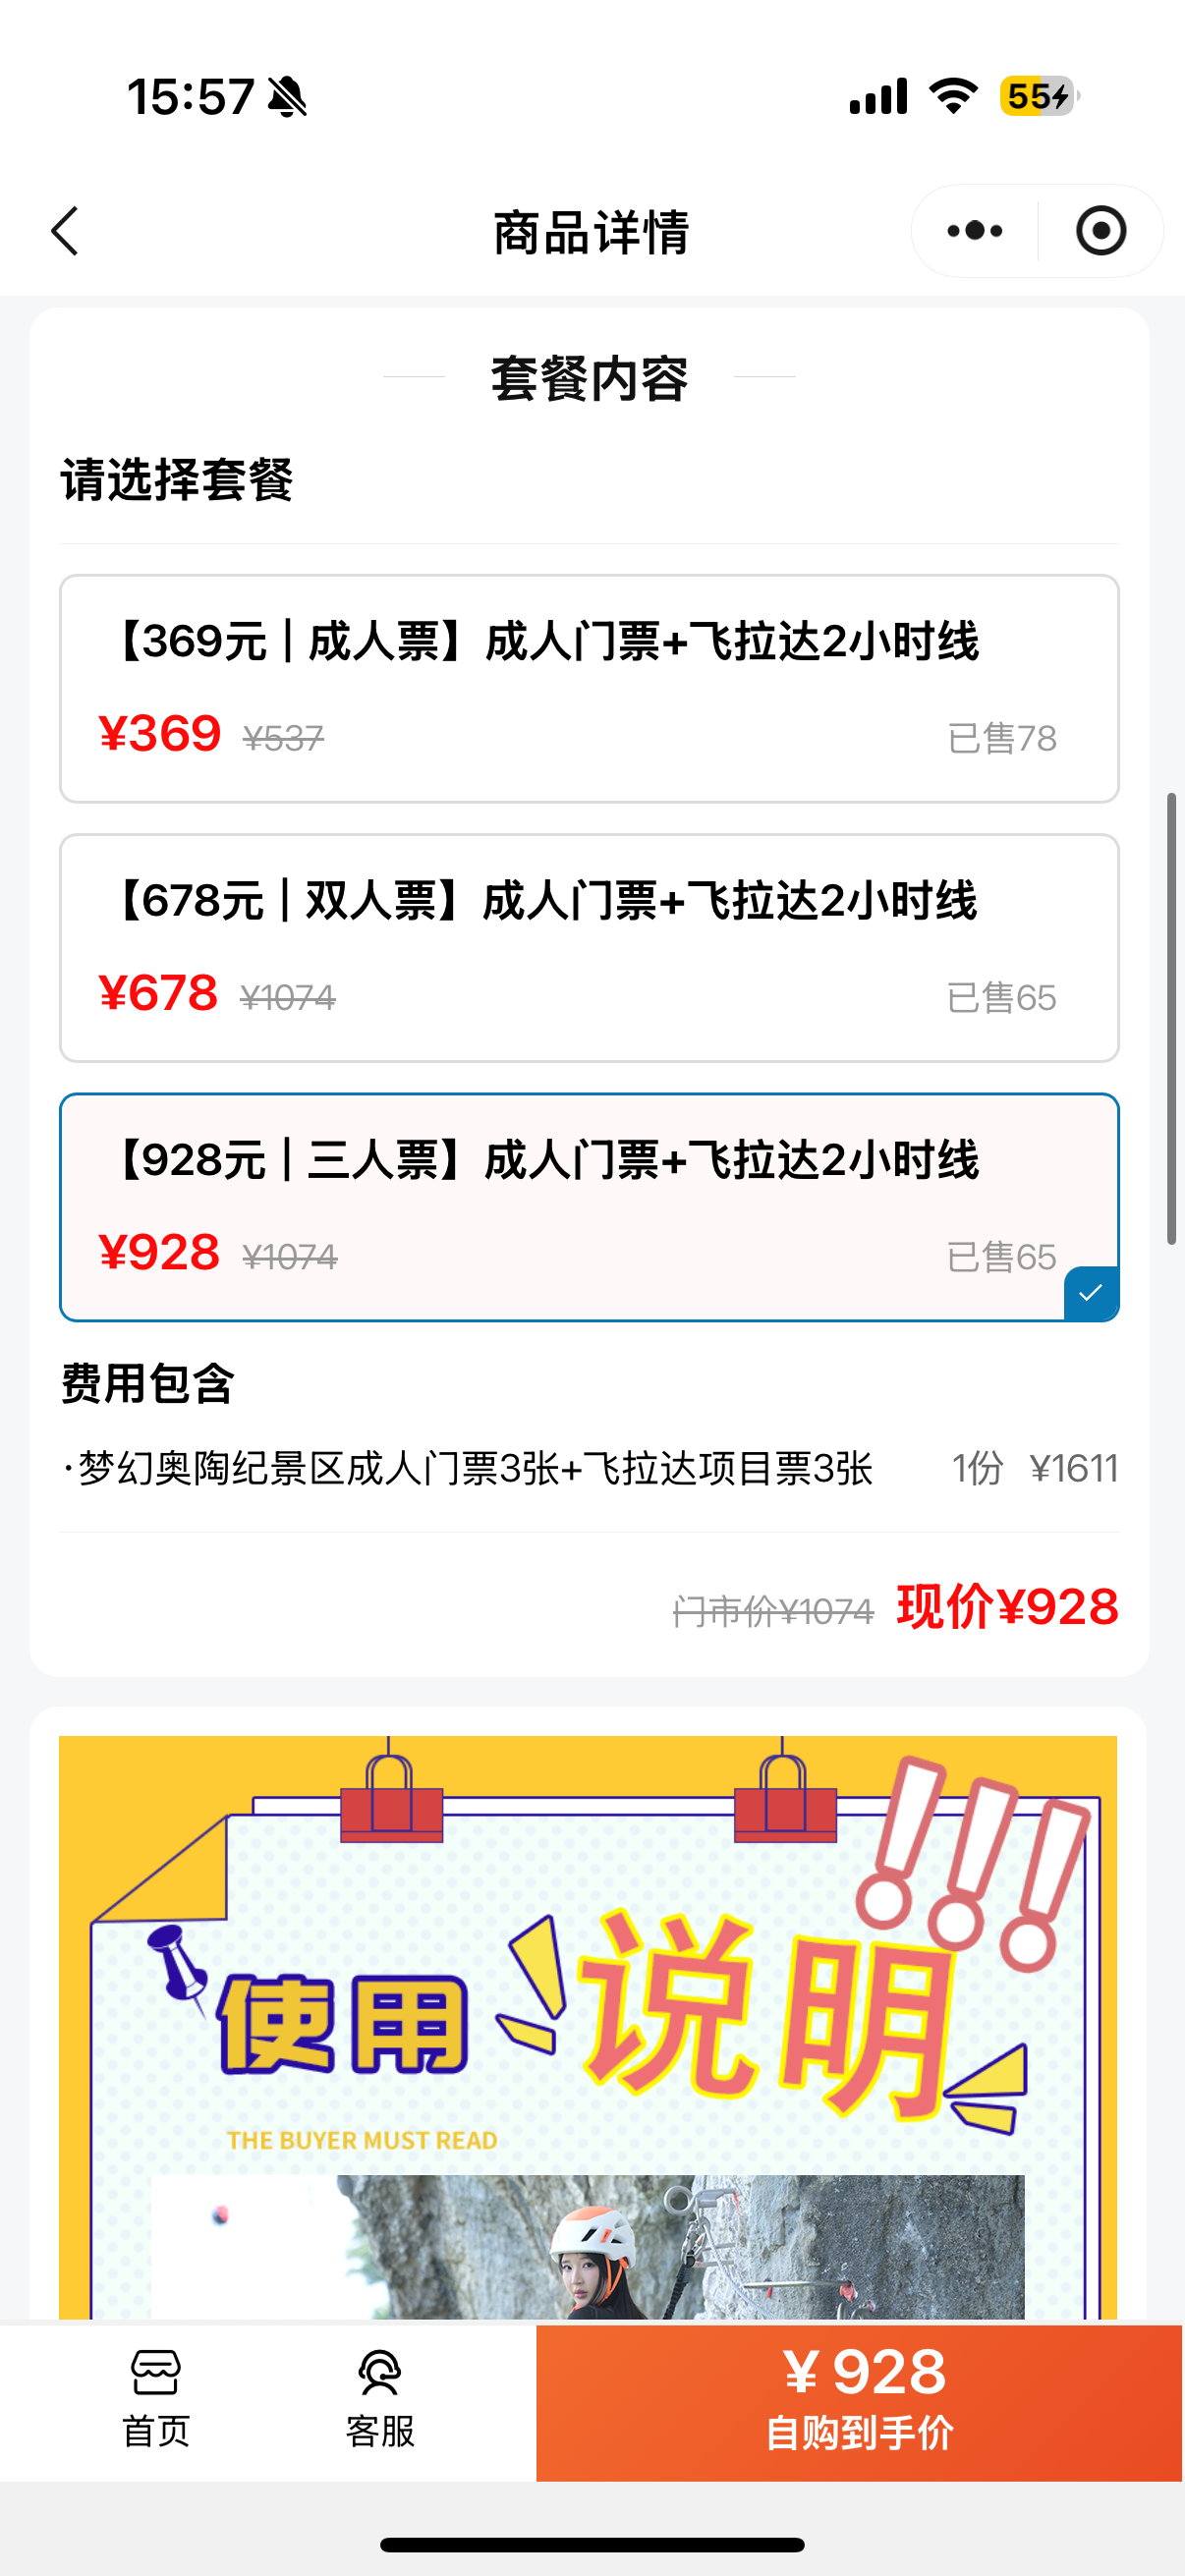 15:57
55
商品详情
套餐内容
请选择套餐
【369元 | 成人票】成人门票+飞拉达2小时线
¥369 ¥537 已售78
【678元 | 双人票】成人门票+飞拉达2小时线
¥678 ¥1074 已售65
【928元 | 三人票】成人门票+飞拉达2小时线
¥928 ¥1074 已售65
费用包含
·梦幻奥陶纪景区成人门票3张+飞拉达项目票3张 1份 ¥1611
门市价¥1074 现价¥928
使用说明
THE BUYER MUST READ
首页
客服
¥928
自购到手价